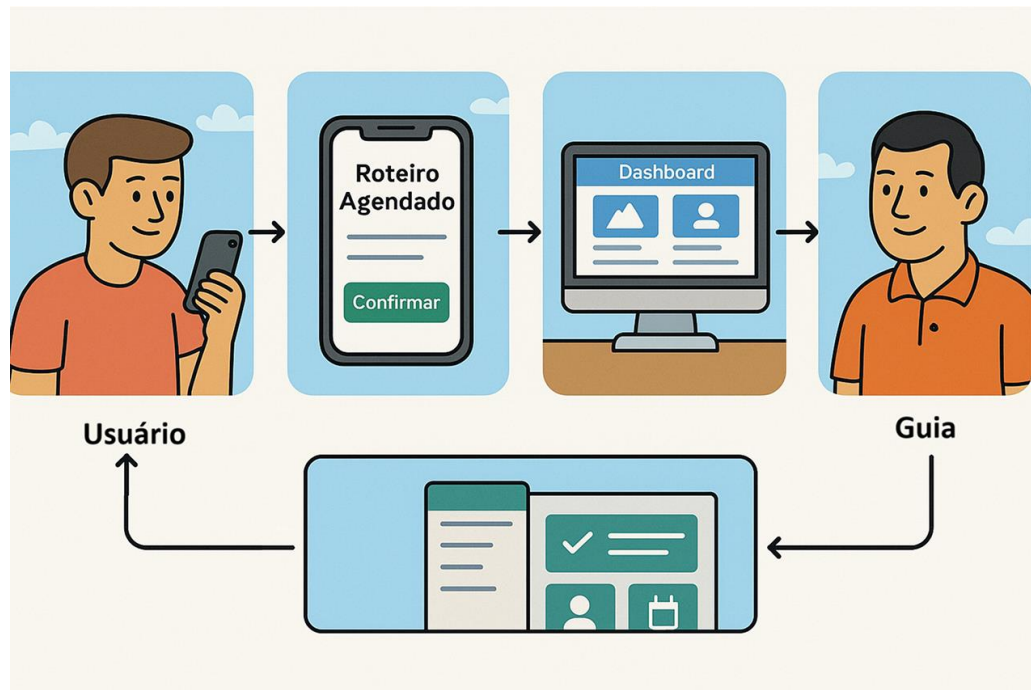 Roteiro
Agendado
Confirmar
Dashboard
Usuário
Guia